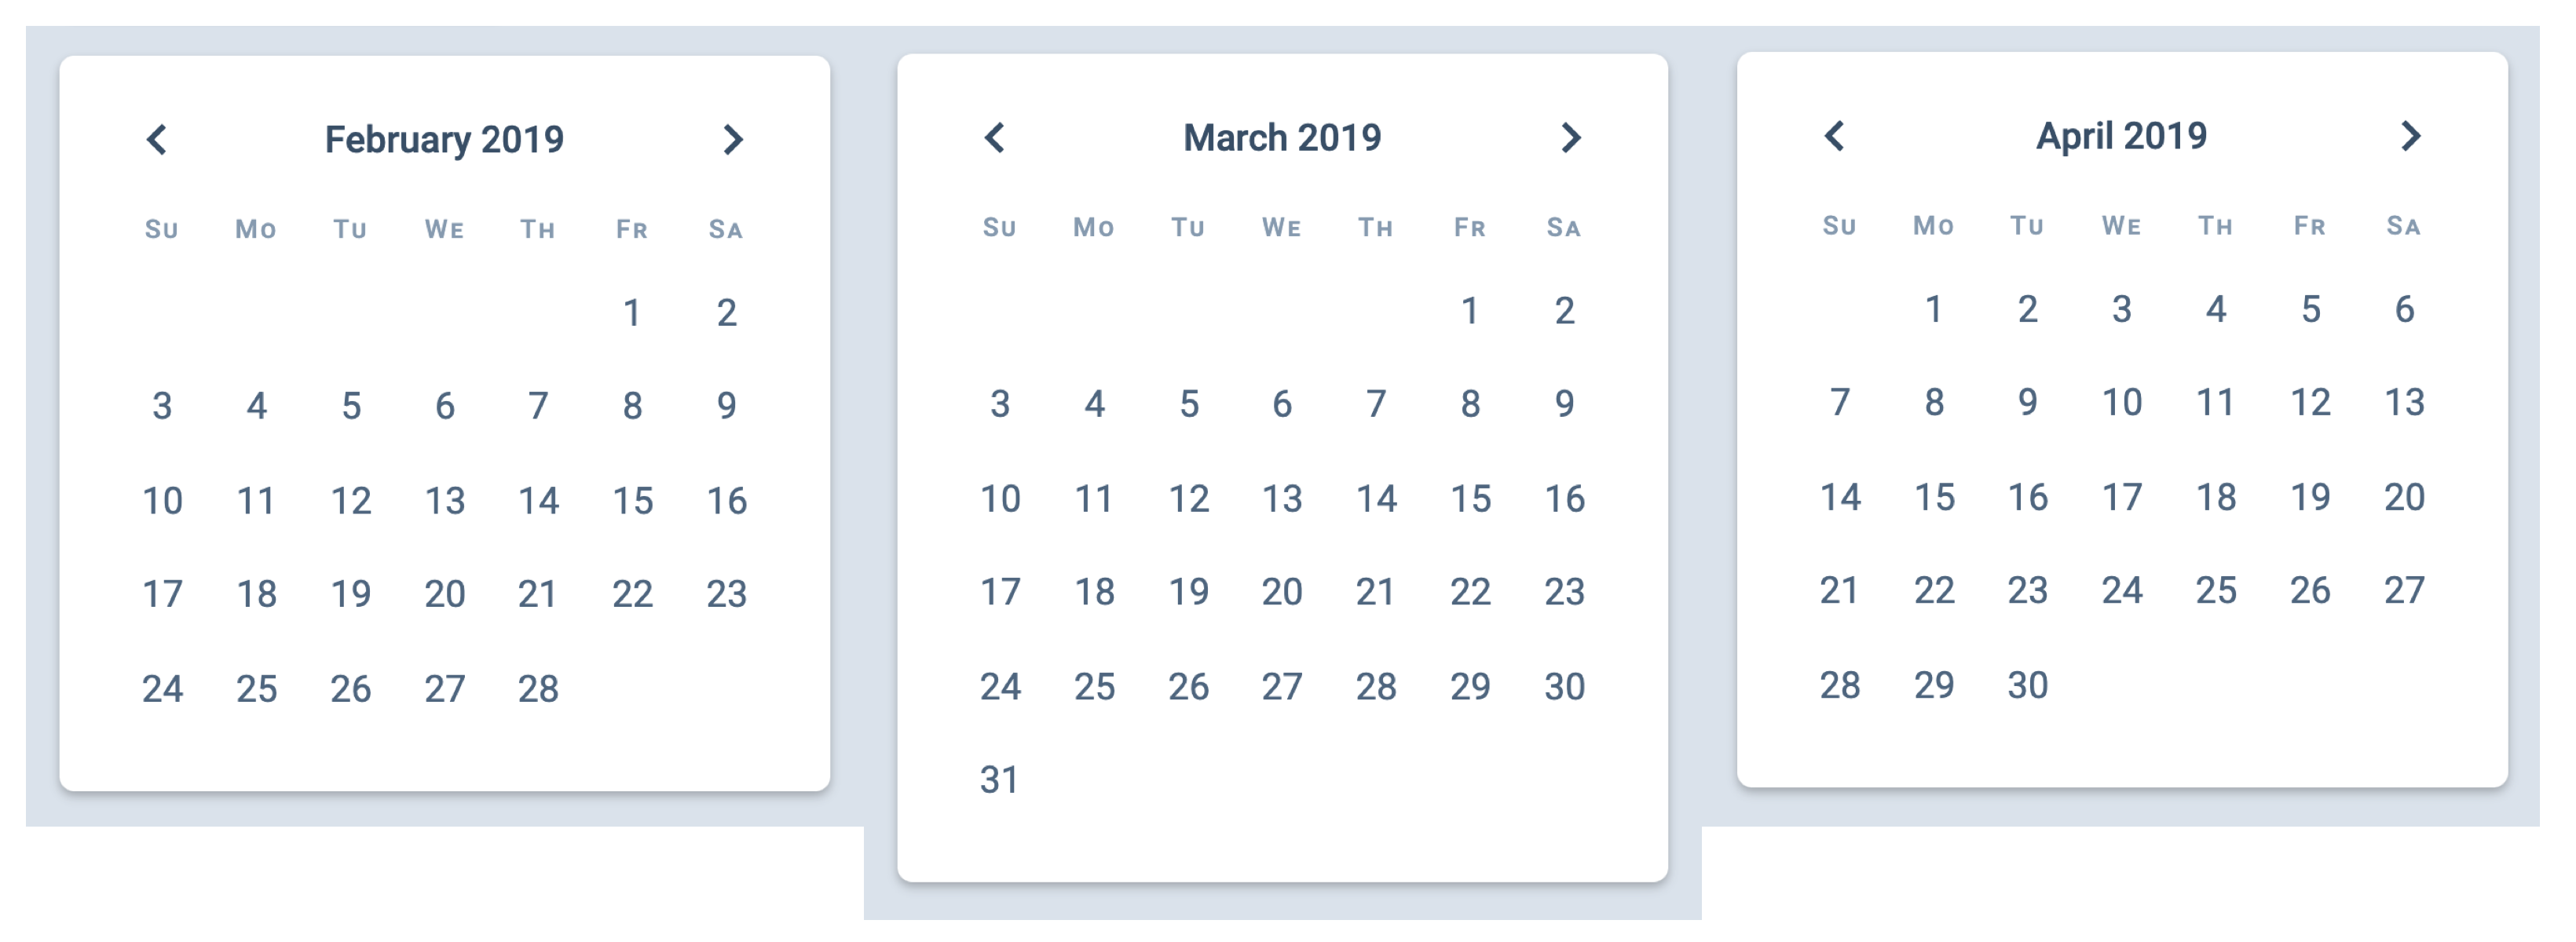 February 2019
Su Mo Tu We Th Fr Sa
1 2
3 4 5 6 7 8 9
10 11 12 13 14 15 16
17 18 19 20 21 22 23
24 25 26 27 28
March 2019
Su Mo Tu We Th Fr Sa
1 2
3 4 5 6 7 8 9
10 11 12 13 14 15 16
17 18 19 20 21 22 23
24 25 26 27 28 29 30
31
April 2019
Su Mo Tu We Th Fr Sa
1 2 3 4 5 6
7 8 9 10 11 12 13
14 15 16 17 18 19 20
21 22 23 24 25 26 27
28 29 30